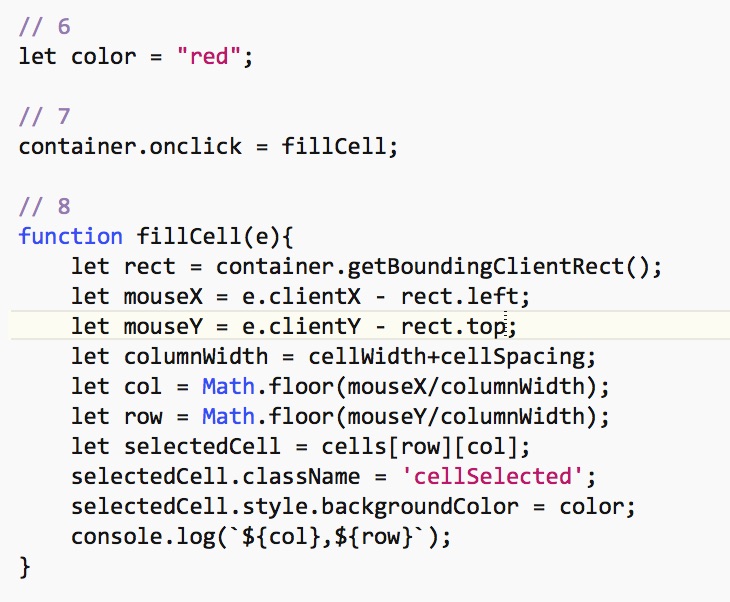 // 6
let color = "red";
// 7
container.onclick = fillCell;
// 8
function fillCell(e){
    let rect = container.getBoundingClientRect();
    let mouseX = e.clientX - rect.left;
    let mouseY = e.clientY - rect.top;
    let columnWidth = cellWidth+cellSpacing;
    let col = Math.floor(mouseX/columnWidth);
    let row = Math.floor(mouseY/columnWidth);
    let selectedCell = cells[row][col];
    selectedCell.className = 'cellSelected';
    selectedCell.style.backgroundColor = color;
    console.log(`${col},${row}`);
}